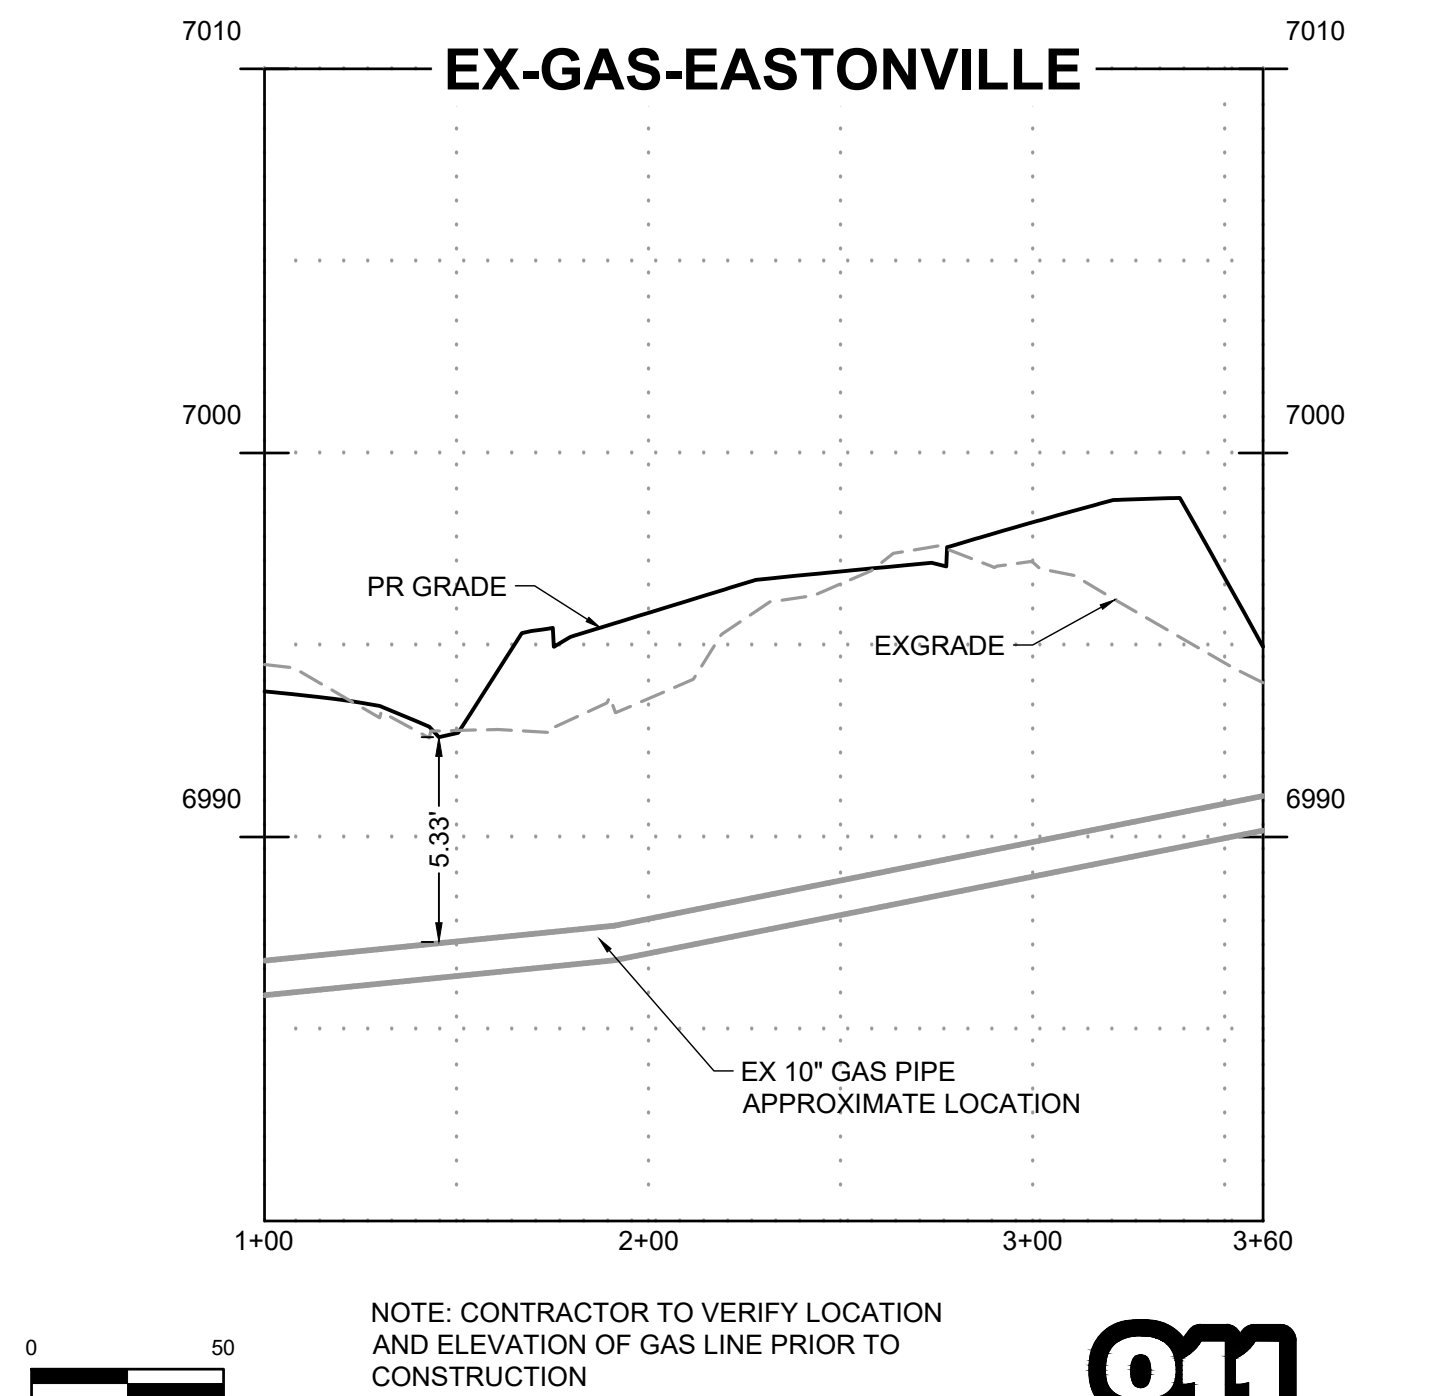 7010
7010
EX-GAS-EASTONVILLE
7000
7000
PR GRADE
EXGRADE
6990
6990
5.33'
EX 10" GAS PIPE
APPROXIMATE LOCATION
1+00
2+00
3+00
3+60
NOTE: CONTRACTOR TO VERIFY LOCATION
AND ELEVATION OF GAS LINE PRIOR TO
CONSTRUCTION
0
50